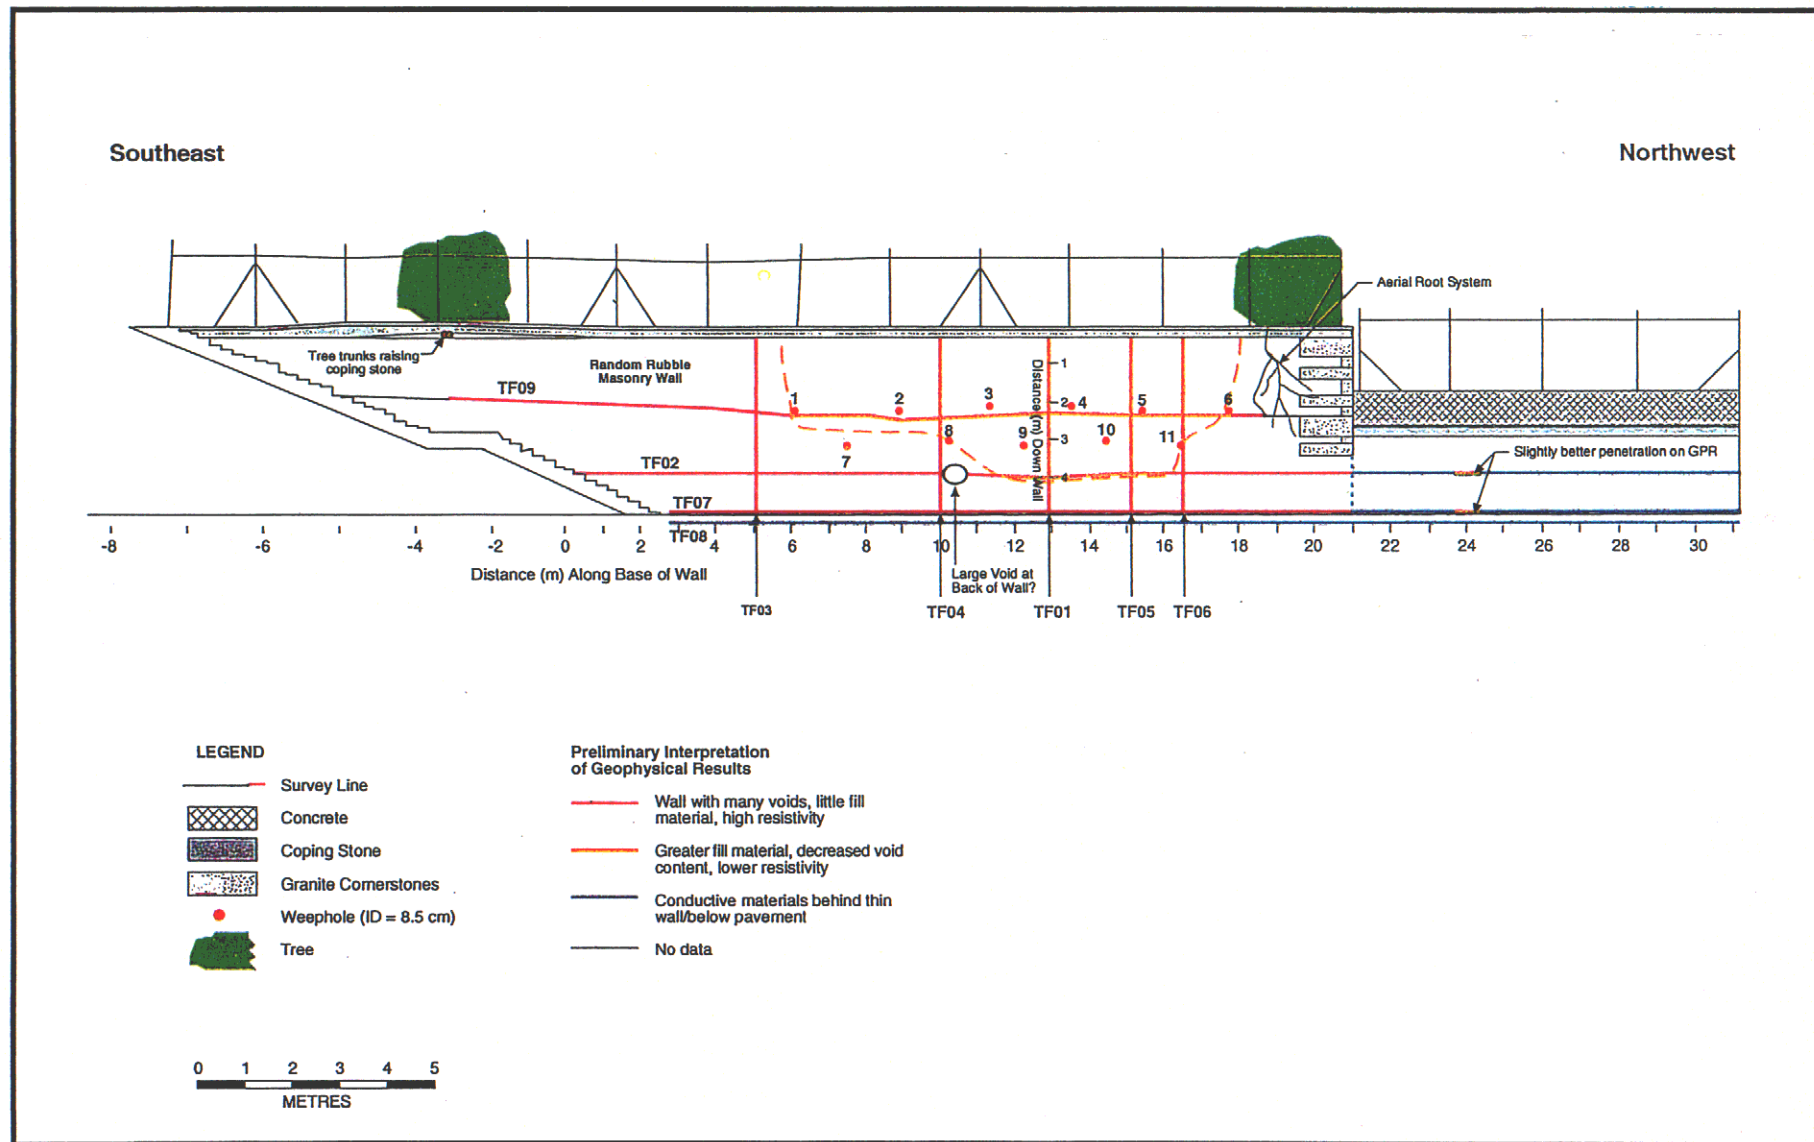 Southeast
Northwest
Aerial Root System
Tree trunks raising
coping stone
Random Rubble
Masonry Wall
TF09
1
2
3
4
5
6
7
8
9
10
11
Distance (m) Down Wall
1
2
3
4
TF02
Slightly better penetration on GPR
TF07
TF08
-8 -6 -4 -2 0 2 4 6 8 10 12 14 16 18 20 22 24 26 28 30
Distance (m) Along Base of Wall
Large Void at
Back of Wall?
TF03 TF04 TF01 TF05 TF06
LEGEND
Survey Line
Concrete
Coping Stone
Granite Cornerstones
Weephole (ID = 8.5 cm)
Tree
Preliminary Interpretation
of Geophysical Results
Wall with many voids, little fill
material, high resistivity
Greater fill material, decreased void
content, lower resistivity
Conductive materials behind thin
wall/below pavement
No data
0 1 2 3 4 5
METRES